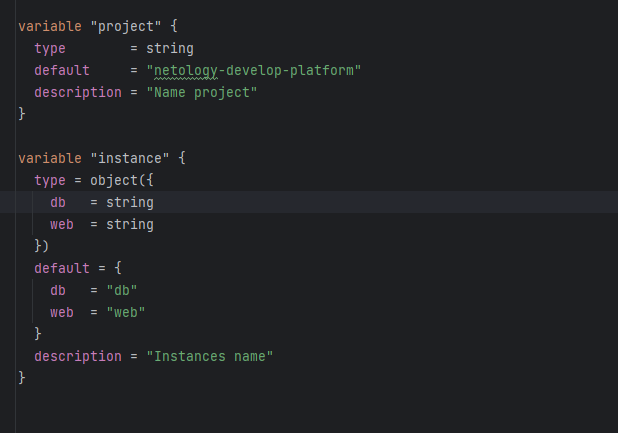 variable "project" {
  type        = string
  default     = "netology-develop-platform"
  description = "Name project"
}

variable "instance" {
  type = object({
    db   = string
    web  = string
  })
  default = {
    db   = "db"
    web  = "web"
  }
  description = "Instances name"
}